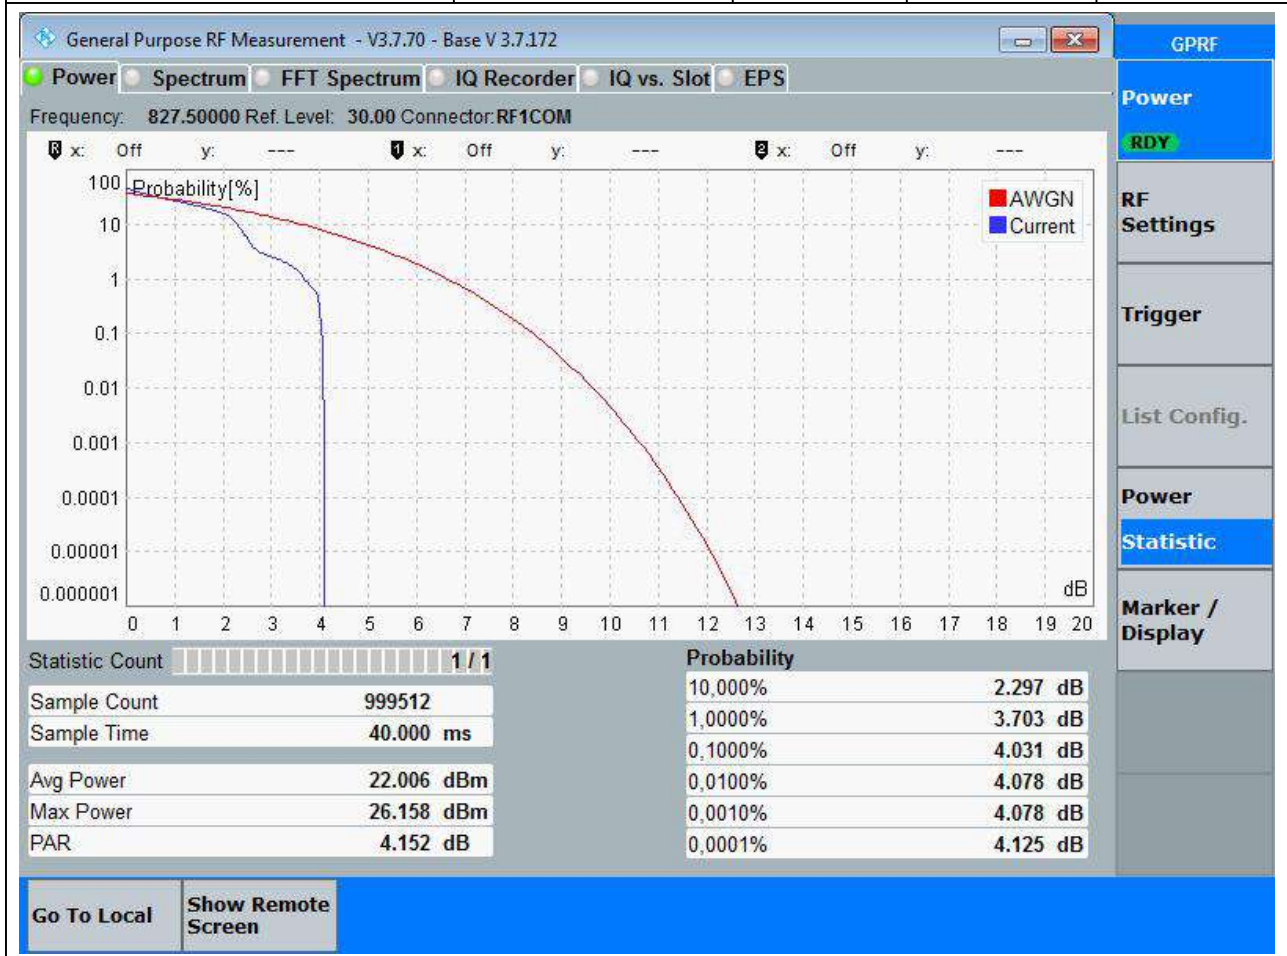 General Purpose RF Measurement - V3.7.70 - Base V 3.7.172
GPRF
Power Spectrum FFT Spectrum IQ Recorder IQ vs. Slot EPS
Frequency: 827.50000 Ref. Level: 30.00 Connector: RF1COM
R x: Off y: --- 1 x: Off y: --- 2 x: Off y: ---
Probability[%]
AWGN
Current
100
10
1
0.1
0.01
0.001
0.0001
0.00001
0.000001
dB
0 1 2 3 4 5 6 7 8 9 10 11 12 13 14 15 16 17 18 19 20
Statistic Count 1 / 1
Sample Count 999512
Sample Time 40.000 ms
Avg Power 22.006 dBm
Max Power 26.158 dBm
PAR 4.152 dB
Probability
10,000% 2.297 dB
1,0000% 3.703 dB
0,1000% 4.031 dB
0,0100% 4.078 dB
0,0010% 4.078 dB
0,0001% 4.125 dB
Power
RDY
RF
Settings
Trigger
List Config.
Power
Statistic
Marker /
Display
Go To Local
Show Remote
Screen